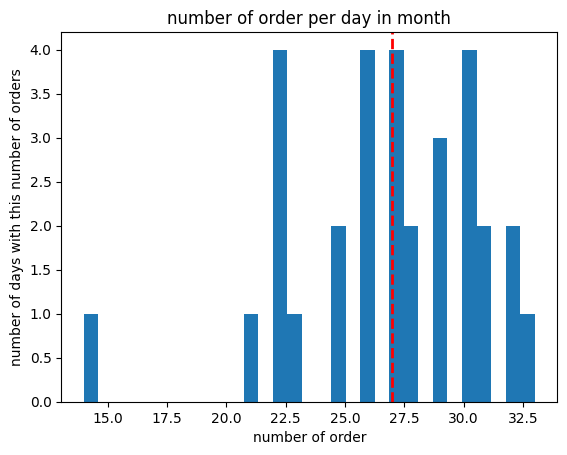 number of order per day in month
number of days with this number of orders
4.0
3.5
3.0
2.5
2.0
1.5
1.0
0.5
0.0
15.0 17.5 20.0 22.5 25.0 27.5 30.0 32.5
number of order